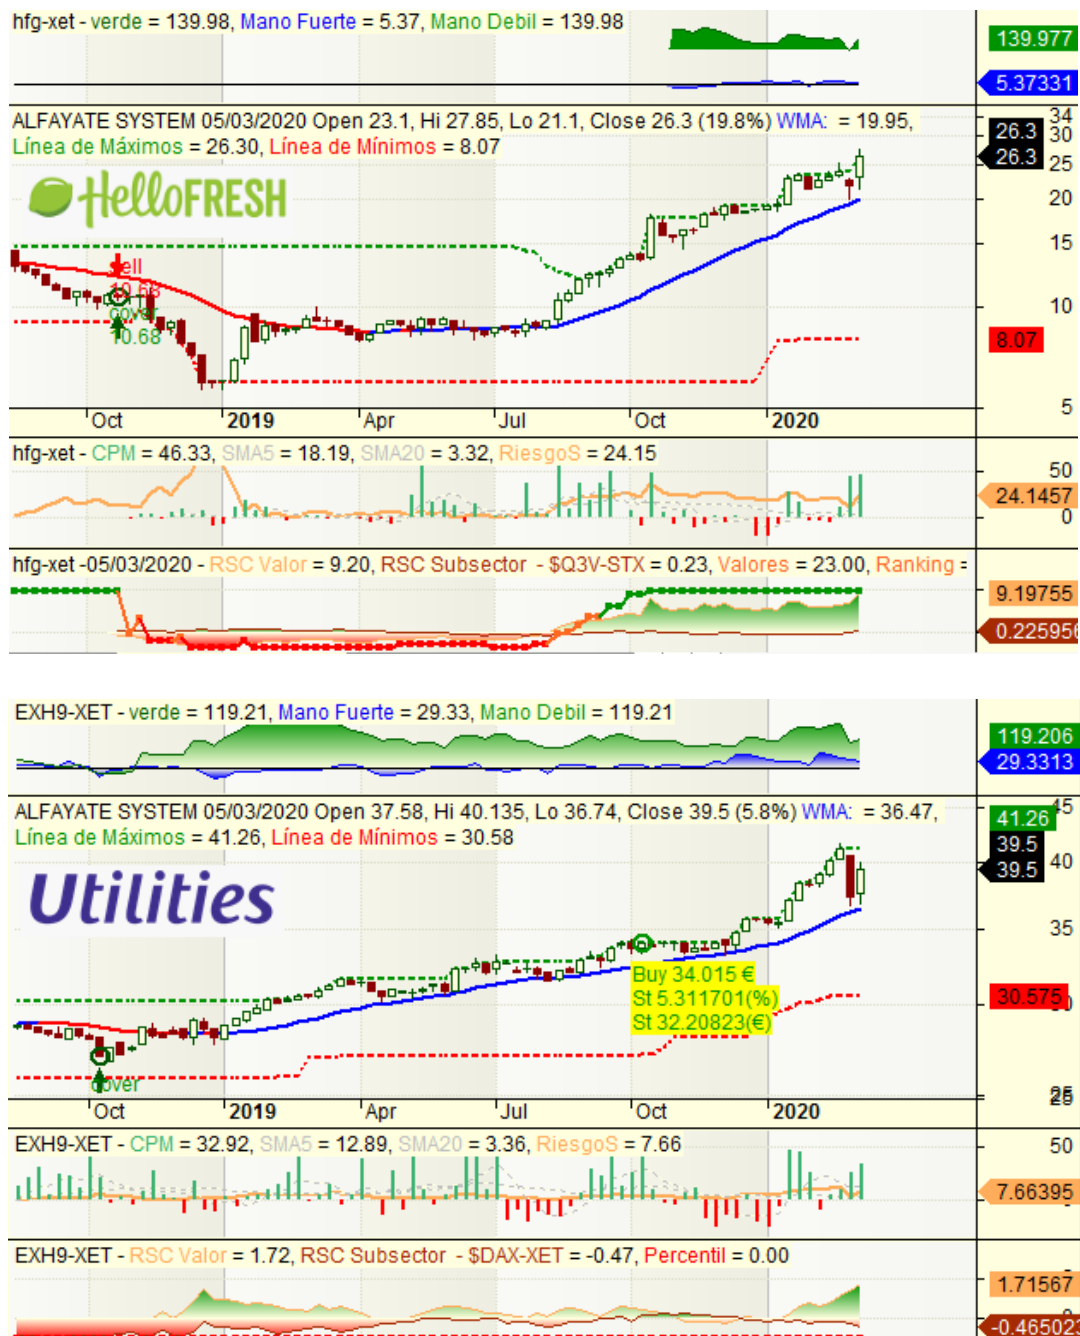 hfg-xet - verde = 139.98, Mano Fuerte = 5.37, Mano Debil = 139.98
139.977
5.37331
ALFAYATE SYSTEM 05/03/2020 Open 23.1, Hi 27.85, Lo 21.1, Close 26.3 (19.8%) WMA: = 19.95,
Línea de Máximos = 26.30, Línea de Mínimos = 8.07
34
30
26.3
26.3
25
20
15
10
8.07
5
HelloFRESH
Sell
10.68
cover
10.68
Oct 2019 Apr Jul Oct 2020
hfg-xet - CPM = 46.33, SMA5 = 18.19, SMA20 = 3.32, RiesgoS = 24.15
50
24.1457
0
hfg-xet -05/03/2020 - RSC Valor = 9.20, RSC Subsector - $Q3V-STX = 0.23, Valores = 23.00, Ranking =
9.19755
0.225956
EXH9-XET - verde = 119.21, Mano Fuerte = 29.33, Mano Debil = 119.21
119.206
29.3313
ALFAYATE SYSTEM 05/03/2020 Open 37.58, Hi 40.135, Lo 36.74, Close 39.5 (5.8%) WMA: = 36.47,
Línea de Máximos = 41.26, Línea de Mínimos = 30.58
45
41.26
39.5
39.5
40
35
30.575
25
Utilities
Buy 34.015 €
St 5.311701(%)
St 32.20823(€)
cover
Oct 2019 Apr Jul Oct 2020
EXH9-XET - CPM = 32.92, SMA5 = 12.89, SMA20 = 3.36, RiesgoS = 7.66
50
7.66395
EXH9-XET - RSC Valor = 1.72, RSC Subsector - $DAX-XET = -0.47, Percentil = 0.00
1.71567
-0.465023